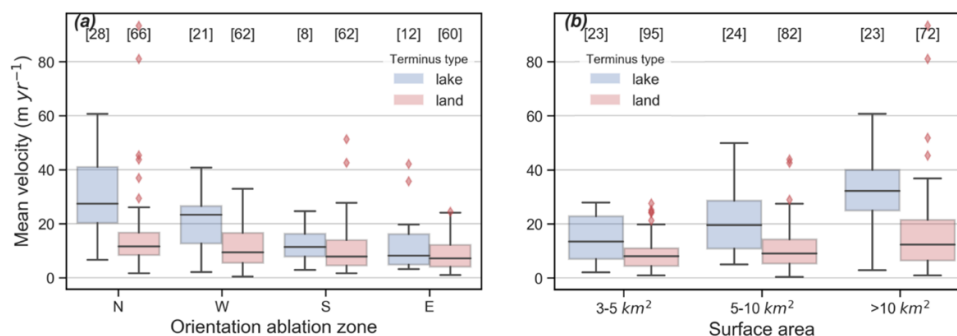 (a)
[28] [66] [21] [62] [8] [62] [12] [60]
Terminus type
lake
land
80
60
40
20
0
Mean velocity (m yr−1)
N W S E
Orientation ablation zone
(b)
[23] [95] [24] [82] [23] [72]
Terminus type
lake
land
80
60
40
20
0
3-5 km2 5-10 km2 >10 km2
Surface area